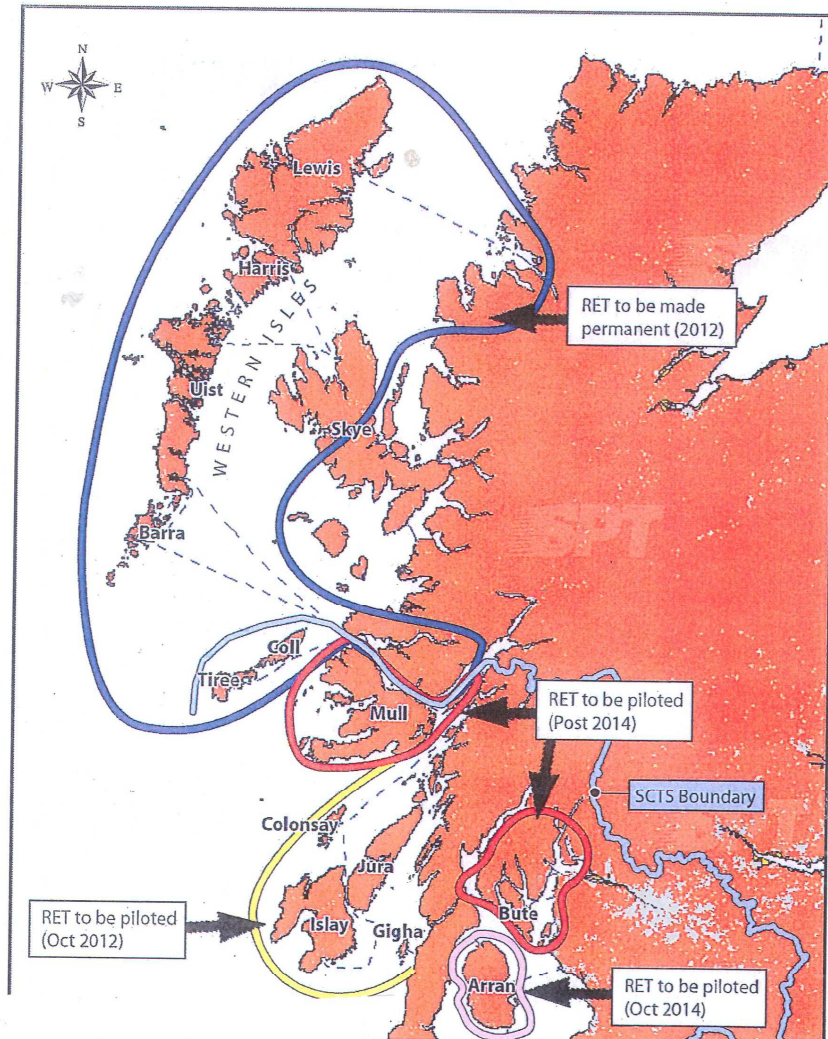 N
W E
S
Lewis
Harris
WESTERN ISLES
RET to be made
permanent (2012)
Uist
Skye
SPT
Barra
Coll
Tiree
Mull
RET to be piloted
(Post 2014)
SCTS Boundary
Colonsay
Jura
RET to be piloted
(Oct 2012)
Islay
Gigha
Bute
Arran
RET to be piloted
(Oct 2014)